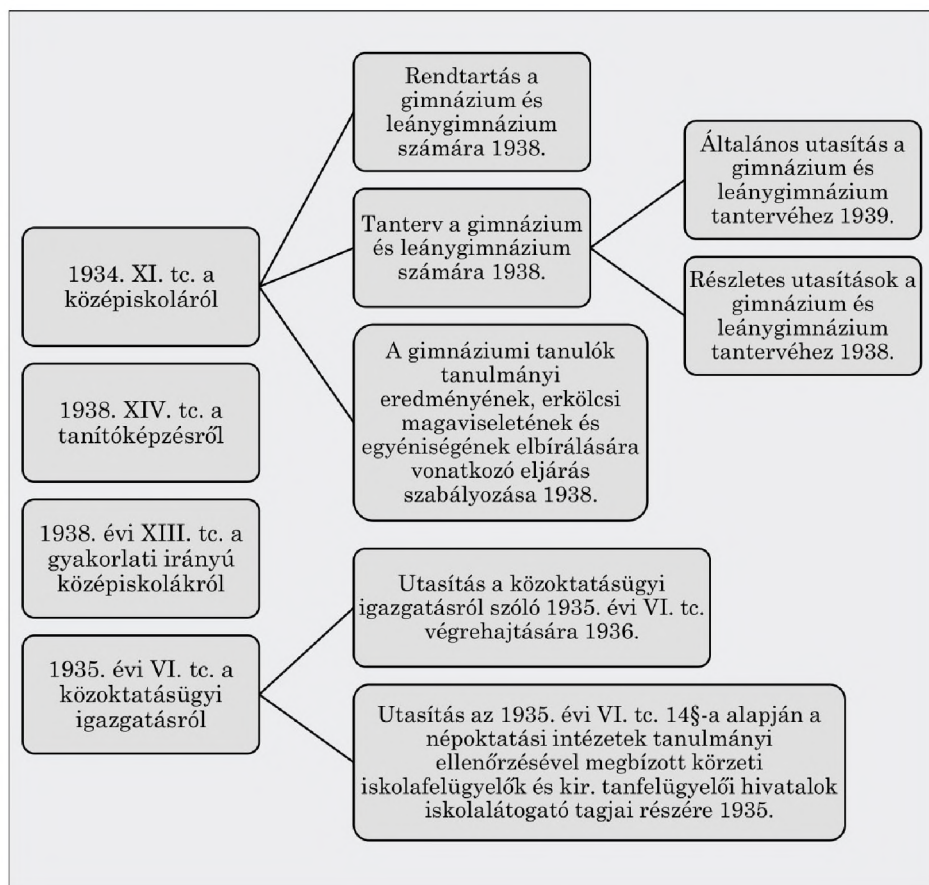 1934. XI. tc. a
középiskoláról
Rendtartás a
gimnázium és
leánygimnázium
számára 1938.
Tanterv a gimnázium
és leánygimnázium
számára 1938.
Általános utasítás a
gimnázium és
leánygimnázium
tantervéhez 1939.
Részletes utasítások a
gimnázium és
leánygimnázium
tantervéhez 1938.
A gimnáziumi tanulók
tanulmányi
eredményének, erkölcsi
magaviseletének és
egyéniségének elbírálására
vonatkozó eljárás
szabályozása 1938.
1938. XIV. tc. a
tanítóképzésről
1938. évi XIII. tc. a
gyakorlati irányú
középiskolákról
1935. évi VI. tc. a
közoktatásügyi
igazgatásról
Utasítás a közoktatásügyi
igazgatásról szóló 1935. évi VI. tc.
végrehajtására 1936.
Utasítás az 1935. évi VI. tc. 14§-a alapján a
népoktatási intézetek tanulmányi
ellenőrzésével megbízott körzeti
iskolafelügyelők és kir. tanfelügyelői hivatalok
iskolalátogató tagjai részére 1935.